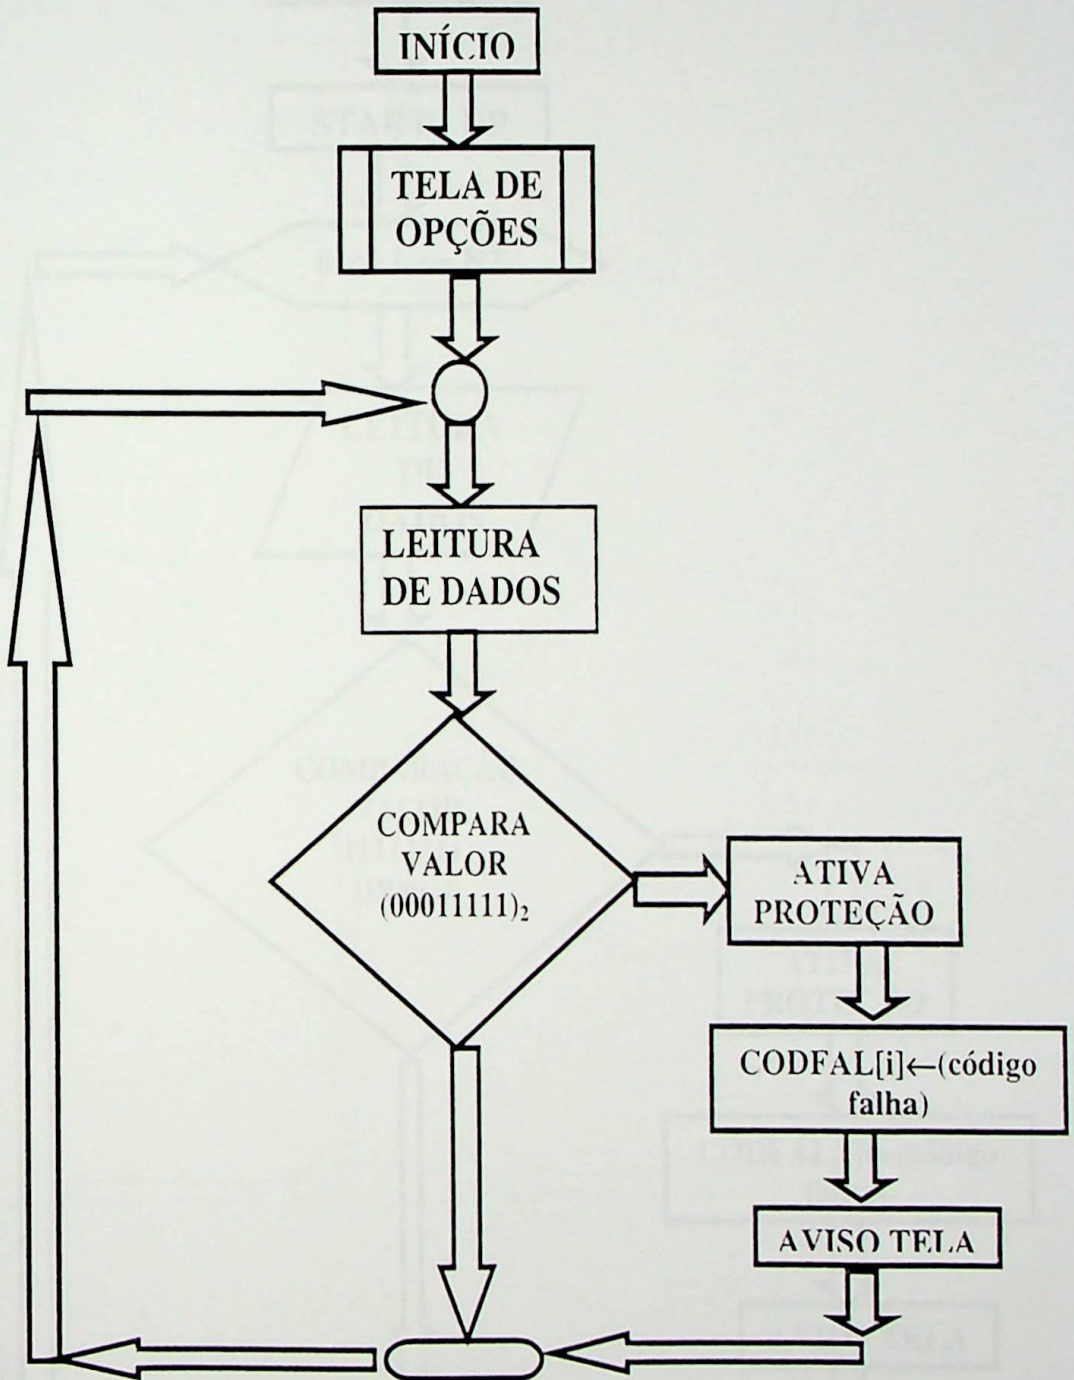 INÍCIO
TELA DE
OPÇÕES
LEITURA
DE DADOS
COMPARA
VALOR
(00011111)₂
ATIVA
PROTEÇÃO
CODFAL[i]←(código
falha)
AVISO TELA